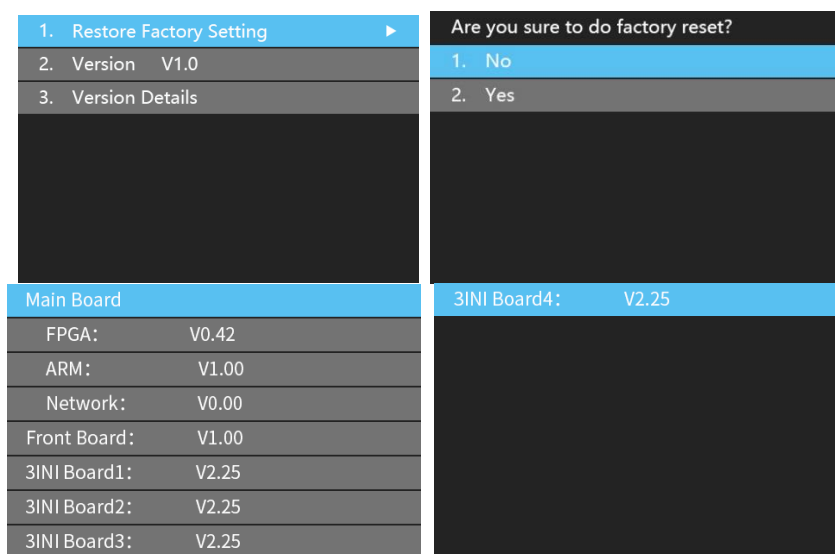 1. Restore Factory Setting
2. Version V1.0
3. Version Details
Are you sure to do factory reset?
1. No
2. Yes
Main Board
FPGA: V0.42
ARM: V1.00
Network: V0.00
Front Board: V1.00
3INI Board1: V2.25
3INI Board2: V2.25
3INI Board3: V2.25
3INI Board4: V2.25